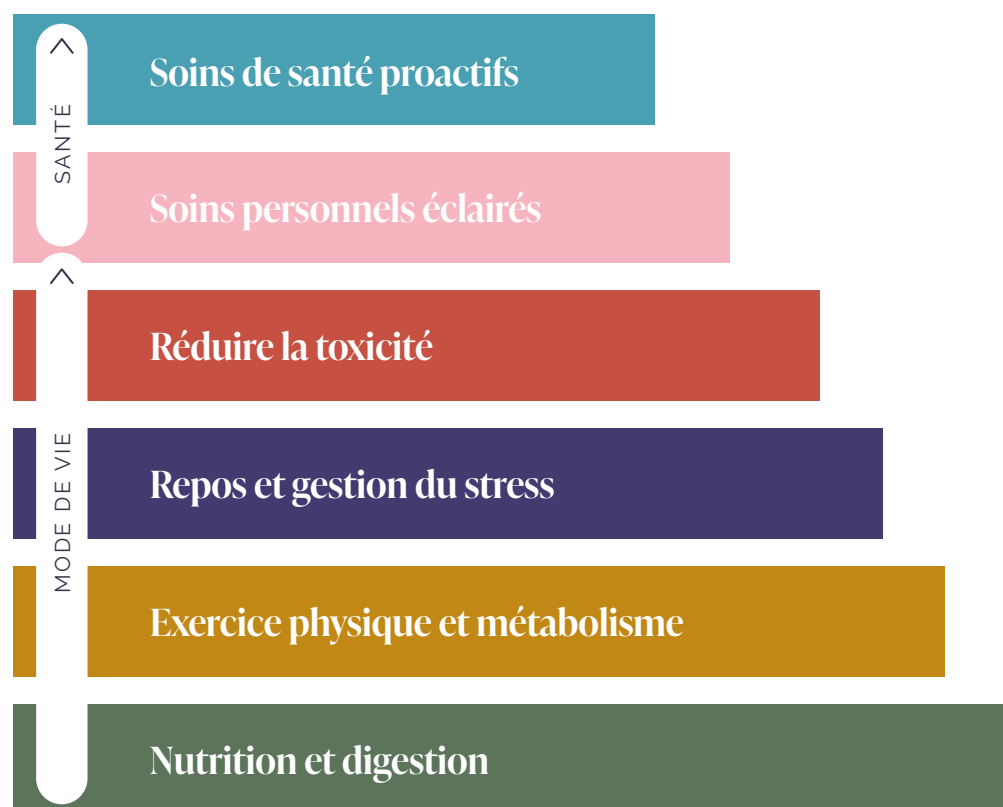 SANTÉ
Soins de santé proactifs
Soins personnels éclairés
MODE DE VIE
Réduire la toxicité
Repos et gestion du stress
Exercice physique et métabolisme
Nutrition et digestion